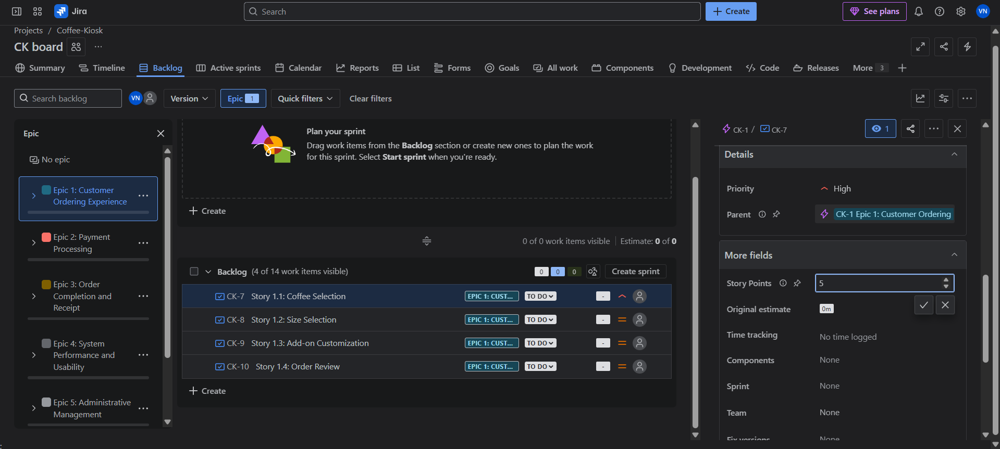 Jira
Search
Create
See plans
VN
Projects / Coffee-Kiosk
CK board
Summary
Timeline
Backlog
Active sprints
Calendar
Reports
List
Forms
Goals
All work
Components
Development
Code
Releases
More 3
Search backlog
VN
Version
Epic 1
Quick filters
Clear filters
Epic
No epic
Epic 1: Customer
Ordering Experience
Epic 2: Payment
Processing
Epic 3: Order
Completion and
Receipt
Epic 4: System
Performance and
Usability
Epic 5: Administrative
Management
Plan your sprint
Drag work items from the Backlog section or create new ones to plan the work
for this sprint. Select Start sprint when you're ready.
Create
0 of 0 work items visible
Estimate: 0 of 0
Backlog (4 of 14 work items visible)
0 0 0
Create sprint
CK-7 Story 1.1: Coffee Selection EPIC 1: CUST... TO DO -
CK-8 Story 1.2: Size Selection EPIC 1: CUST... TO DO -
CK-9 Story 1.3: Add-on Customization EPIC 1: CUST... TO DO -
CK-10 Story 1.4: Order Review EPIC 1: CUST... TO DO -
Create
CK-1 / CK-7
1
Details
Priority High
Parent CK-1 Epic 1: Customer Ordering
More fields
Story Points 5
Original estimate 0m
Time tracking No time logged
Components None
Sprint None
Team None
Fix versions None